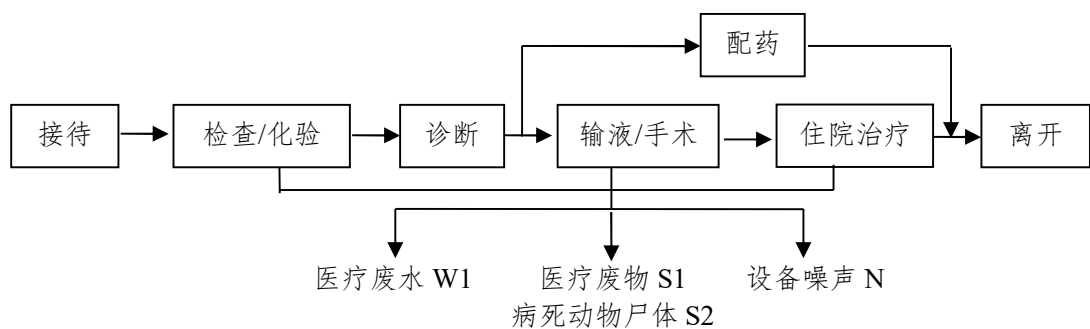 配药
接待
检查/化验
诊断
输液/手术
住院治疗
离开
医疗废水 W1
医疗废物 S1
设备噪声 N
病死动物尸体 S2